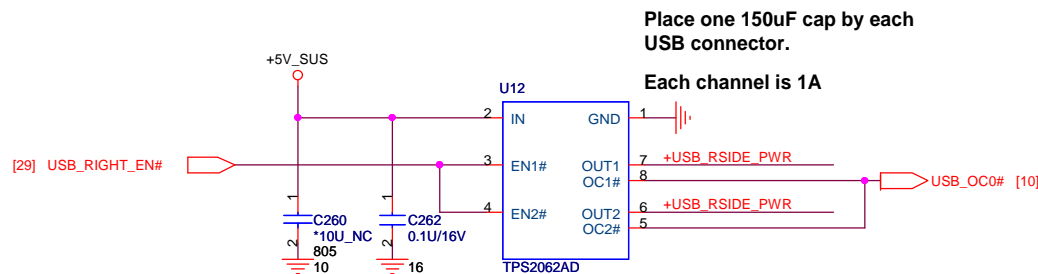 Place one 150uF cap by each
USB connector.
Each channel is 1A
+5V_SUS
U12
2 IN
GND 1
[29] USB_RIGHT_EN#
3 EN1#
OUT1 7 +USB_RSIDE_PWR
OC1# 8
USB_OC0# [10]
4 EN2#
OUT2 6 +USB_RSIDE_PWR
OC2# 5
1
1
C260
*10U_NC
805
10
2
C262
0.1U/16V
16
2
TPS2062AD